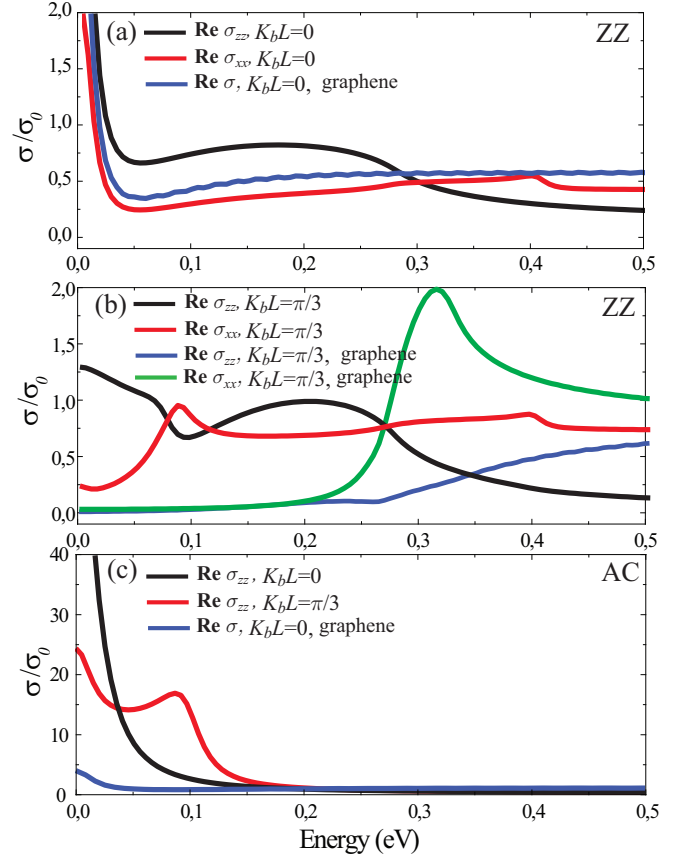 (a) ZZ
Re σzz, KbL=0
Re σxx, KbL=0
Re σ, KbL=0, graphene
σ/σ0
2,0
1,5
1,0
0,5
0,0
0,0 0,1 0,2 0,3 0,4 0,5
(b) ZZ
Re σzz, KbL=π/3
Re σxx, KbL=π/3
Re σzz, KbL=π/3, graphene
Re σxx, KbL=π/3, graphene
σ/σ0
2,0
1,5
1,0
0,5
0,0
0,0 0,1 0,2 0,3 0,4 0,5
(c) AC
Re σzz, KbL=0
Re σzz, KbL=π/3
Re σ, KbL=0, graphene
σ/σ0
40
30
20
10
0
0,0 0,1 0,2 0,3 0,4 0,5
Energy (eV)